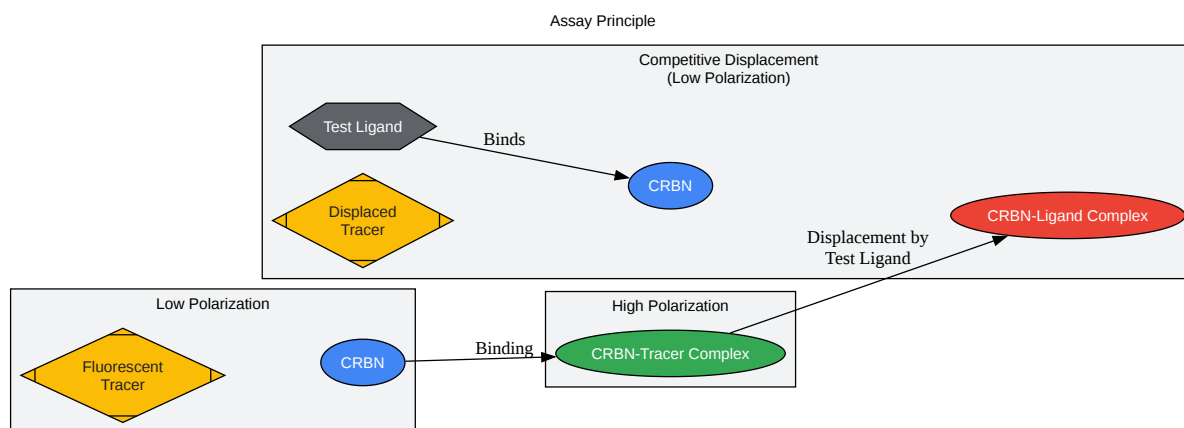 Assay Principle
Competitive Displacement
(Low Polarization)
Test Ligand
Binds
CRBN
Displaced
Tracer
CRBN-Ligand Complex
Displacement by
Test Ligand
Low Polarization
High Polarization
Fluorescent
Tracer
CRBN
Binding
CRBN-Tracer Complex